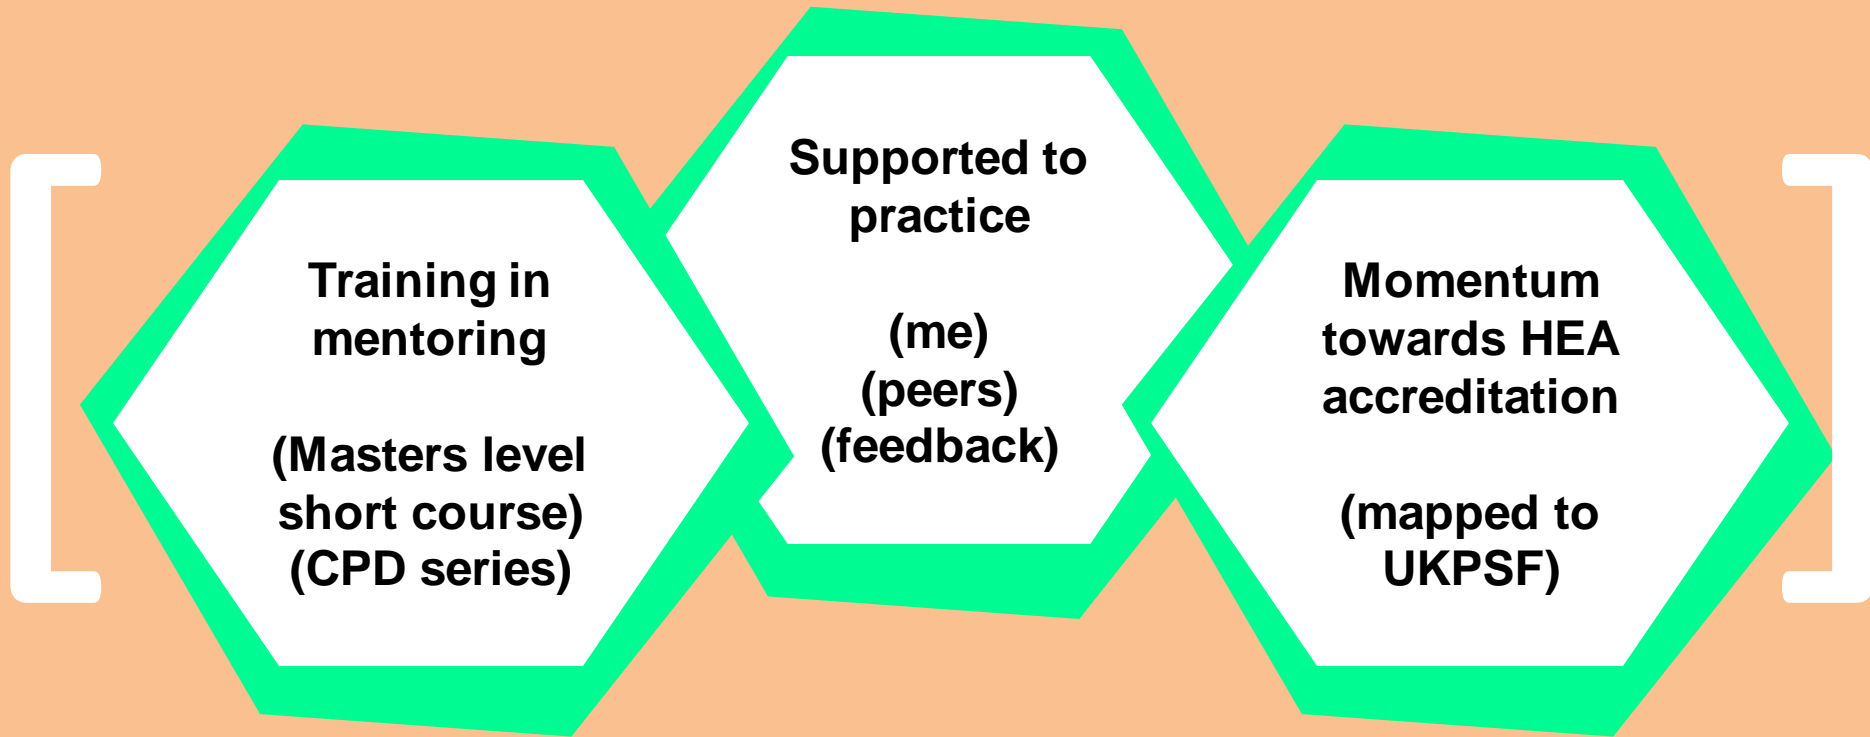 Training in
mentoring
(Masters level
short course)
(CPD series)
Supported to
practice
(me)
(peers)
(feedback)
Momentum
towards HEA
accreditation
(mapped to
UKPSF)